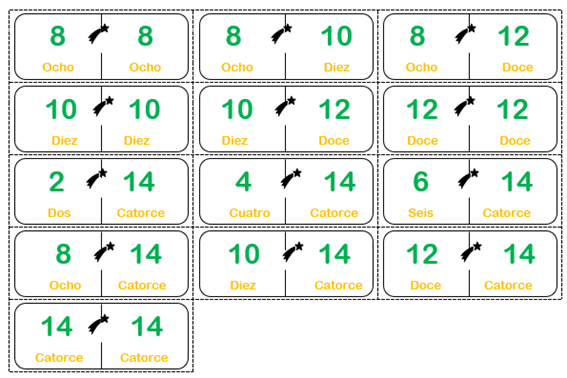 8 8 8 10 8 12
Ocho Ocho Ocho Diez Ocho Doce
10 10 10 12 12 12
Diez Diez Diez Doce Doce Doce
2 14 4 14 6 14
Dos Catorce Cuatro Catorce Seis Catorce
8 14 10 14 12 14
Ocho Catorce Diez Catorce Doce Catorce
14 14
Catorce Catorce